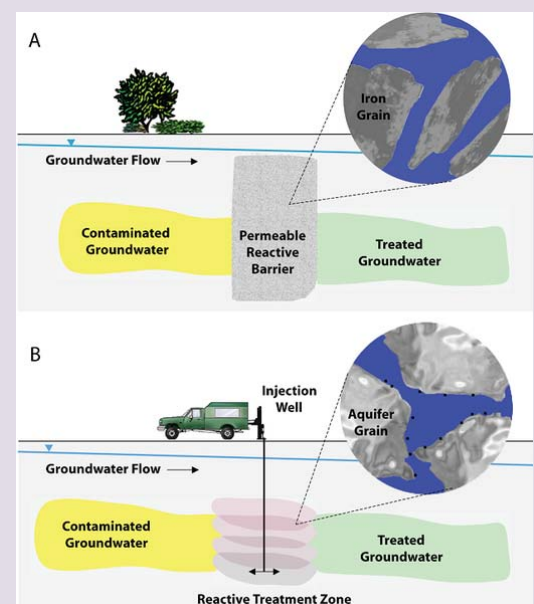 A
Iron
Grain
Groundwater Flow
Contaminated
Groundwater
Permeable
Reactive
Barrier
Treated
Groundwater
B
Injection
Well
Aquifer
Grain
Groundwater Flow
Contaminated
Groundwater
Treated
Groundwater
Reactive Treatment Zone